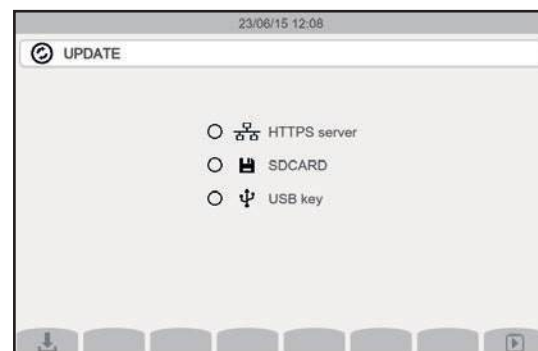 23/06/15 12:08
UPDATE
HTTPS server
SDCARD
USB key